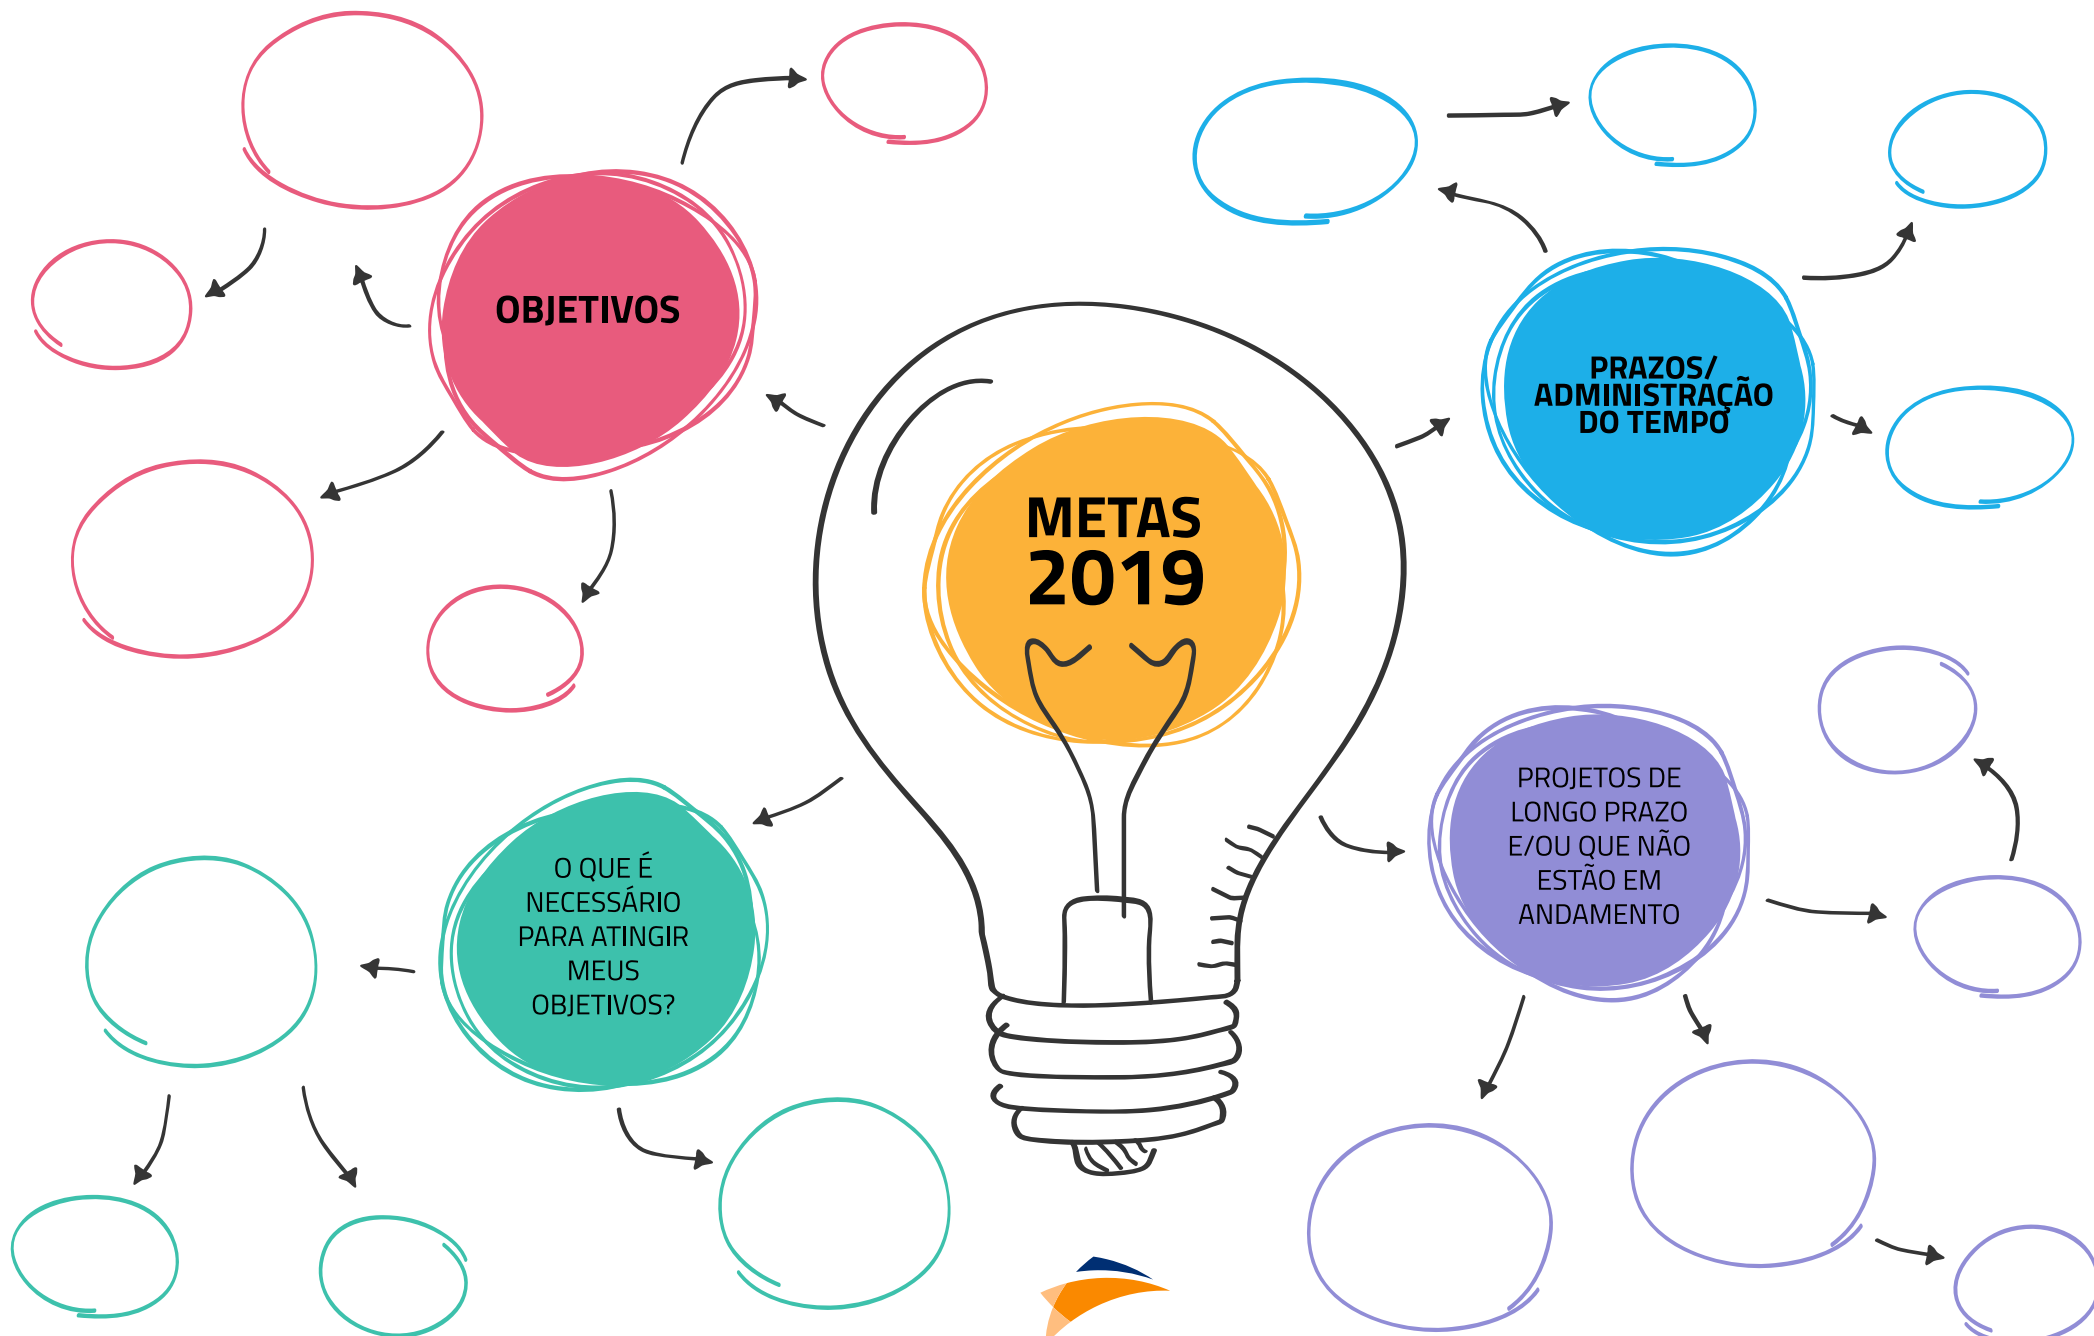 OBJETIVOS
PRAZOS/
ADMINISTRAÇÃO
DO TEMPO
METAS
2019
PROJETOS DE
LONGO PRAZO
E/OU QUE NÃO
ESTÃO EM
ANDAMENTO
O QUE É
NECESSÁRIO
PARA ATINGIR
MEUS
OBJETIVOS?